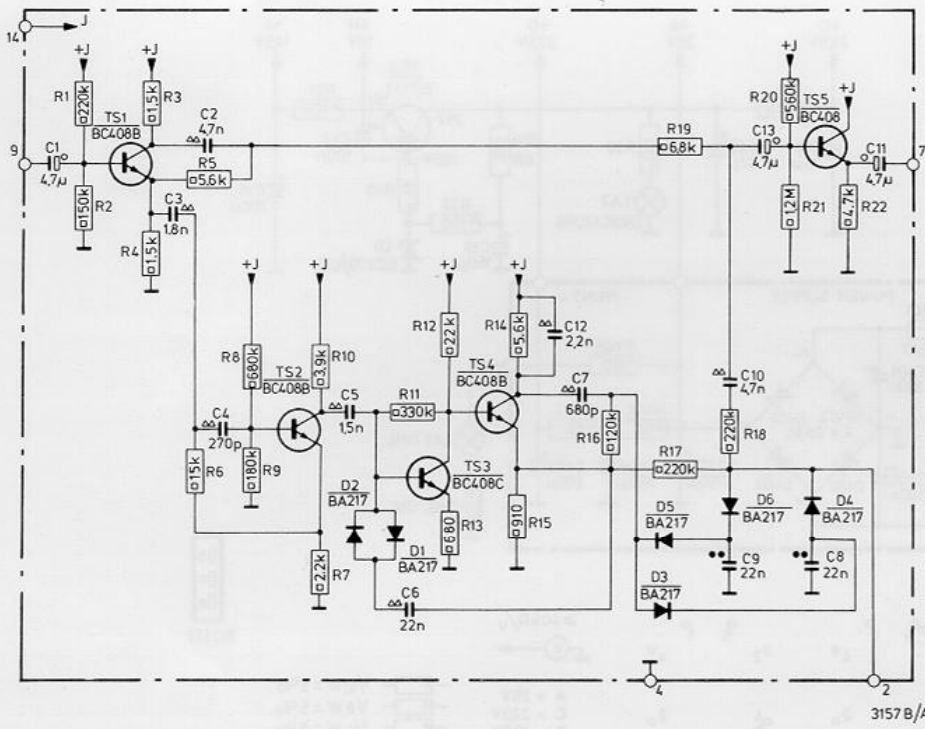 14
J
+J
+J
R1
220k
R3
1,5k
TS1
BC408B
C2
4,7n
9
C1
4,7µ
R2
150k
R5
5,6k
C3
1,8n
R4
1,5k
R19
6,8k
+J
R20
560k
+J
TS5
BC408
C13
4,7µ
C11
4,7µ
7
R21
1,2M
R22
4,7k
+J
+J
R8
680k
R10
3,9k
TS2
BC408B
C4
270p
R6
15k
R9
180k
C5
1,5n
R7
2,2k
+J
+J
R12
22k
R14
5,6k
C12
2,2n
TS4
BC408B
R11
330k
C7
680p
R16
120k
TS3
BC408C
D2
BA217
D1
BA217
R13
680
R15
910
C6
22n
R17
220k
C10
4,7n
R18
220k
D5
BA217
D6
BA217
D4
BA217
C9
22n
C8
22n
D3
BA217
4
2